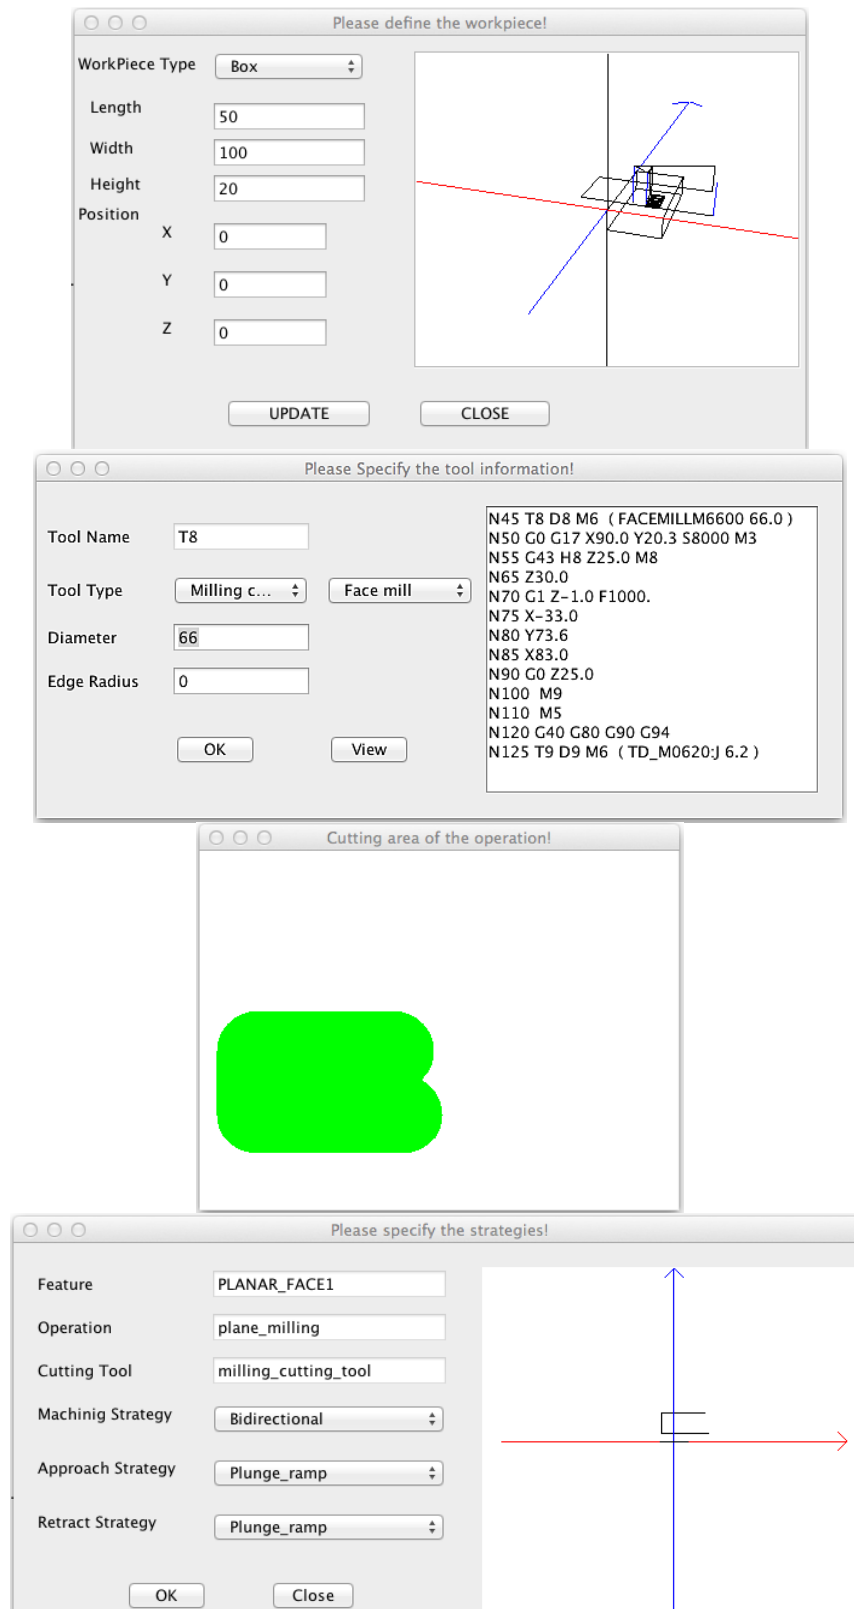 Please define the workpiece!
WorkPiece Type Box
Length 50
Width 100
Height 20
Position
X 0
Y 0
Z 0
UPDATE CLOSE
Please Specify the tool information!
Tool Name T8
Tool Type Milling c... Face mill
Diameter 66
Edge Radius 0
OK View
N45 T8 D8 M6 ( FACEMILLM6600 66.0 )
N50 G0 G17 X90.0 Y20.3 S8000 M3
N55 G43 H8 Z25.0 M8
N65 Z30.0
N70 G1 Z-1.0 F1000.
N75 X-33.0
N80 Y73.6
N85 X83.0
N90 G0 Z25.0
N100 M9
N110 M5
N120 G40 G80 G90 G94
N125 T9 D9 M6 ( TD_M0620:J 6.2 )
Cutting area of the operation!
Please specify the strategies!
Feature PLANAR_FACE1
Operation plane_milling
Cutting Tool milling_cutting_tool
Machinig Strategy Bidirectional
Approach Strategy Plunge_ramp
Retract Strategy Plunge_ramp
OK Close